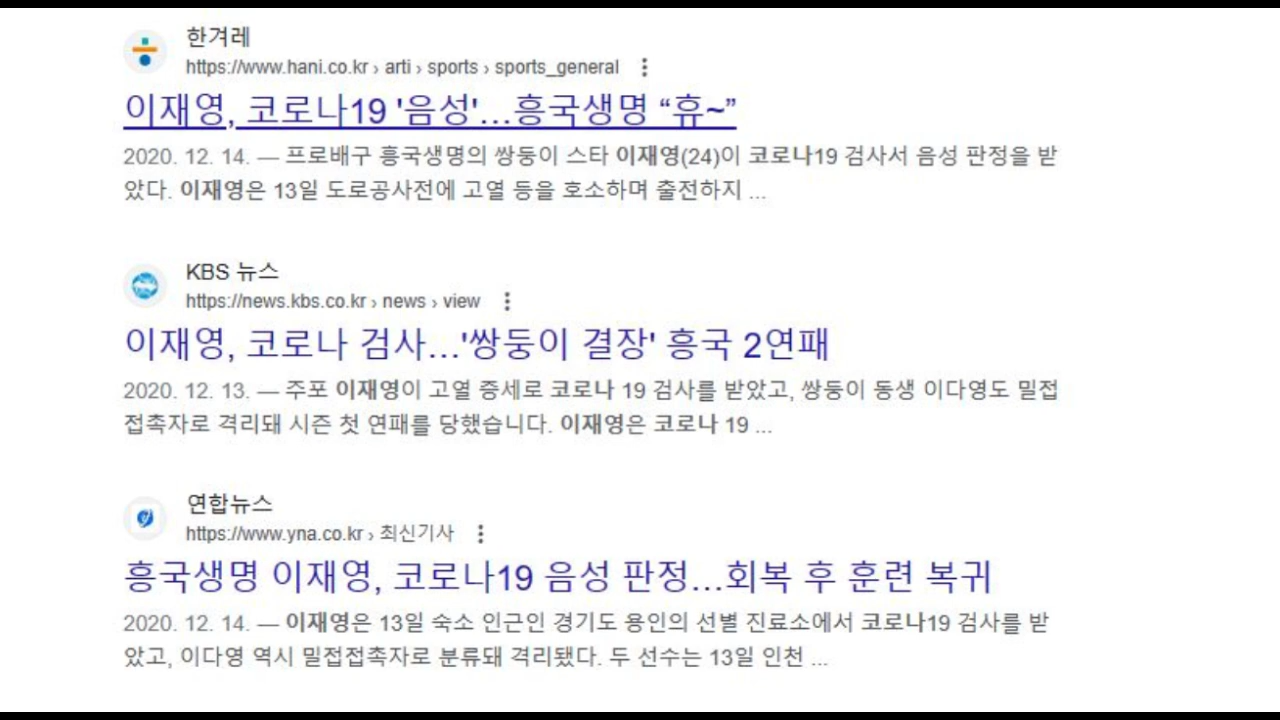 한겨레
https://www.hani.co.kr › arti › sports › sports_general
이재영, 코로나19 '음성'...흥국생명 “휴~”
2020. 12. 14. — 프로배구 흥국생명의 쌍둥이 스타 이재영(24)이 코로나19 검사서 음성 판정을 받
았다. 이재영은 13일 도로공사전에 고열 등을 호소하며 출전하지 ...
KBS 뉴스
https://news.kbs.co.kr › news › view
이재영, 코로나 검사...'쌍둥이 결장' 흥국 2연패
2020. 12. 13. — 주포 이재영이 고열 증세로 코로나 19 검사를 받았고, 쌍둥이 동생 이다영도 밀접
접촉자로 격리돼 시즌 첫 연패를 당했습니다. 이재영은 코로나 19 ...
연합뉴스
https://www.yna.co.kr › 최신기사
흥국생명 이재영, 코로나19 음성 판정...회복 후 훈련 복귀
2020. 12. 14. — 이재영은 13일 숙소 인근인 경기도 용인의 선별 진료소에서 코로나19 검사를 받
았고, 이다영 역시 밀접접촉자로 분류돼 격리됐다. 두 선수는 13일 인천 ...